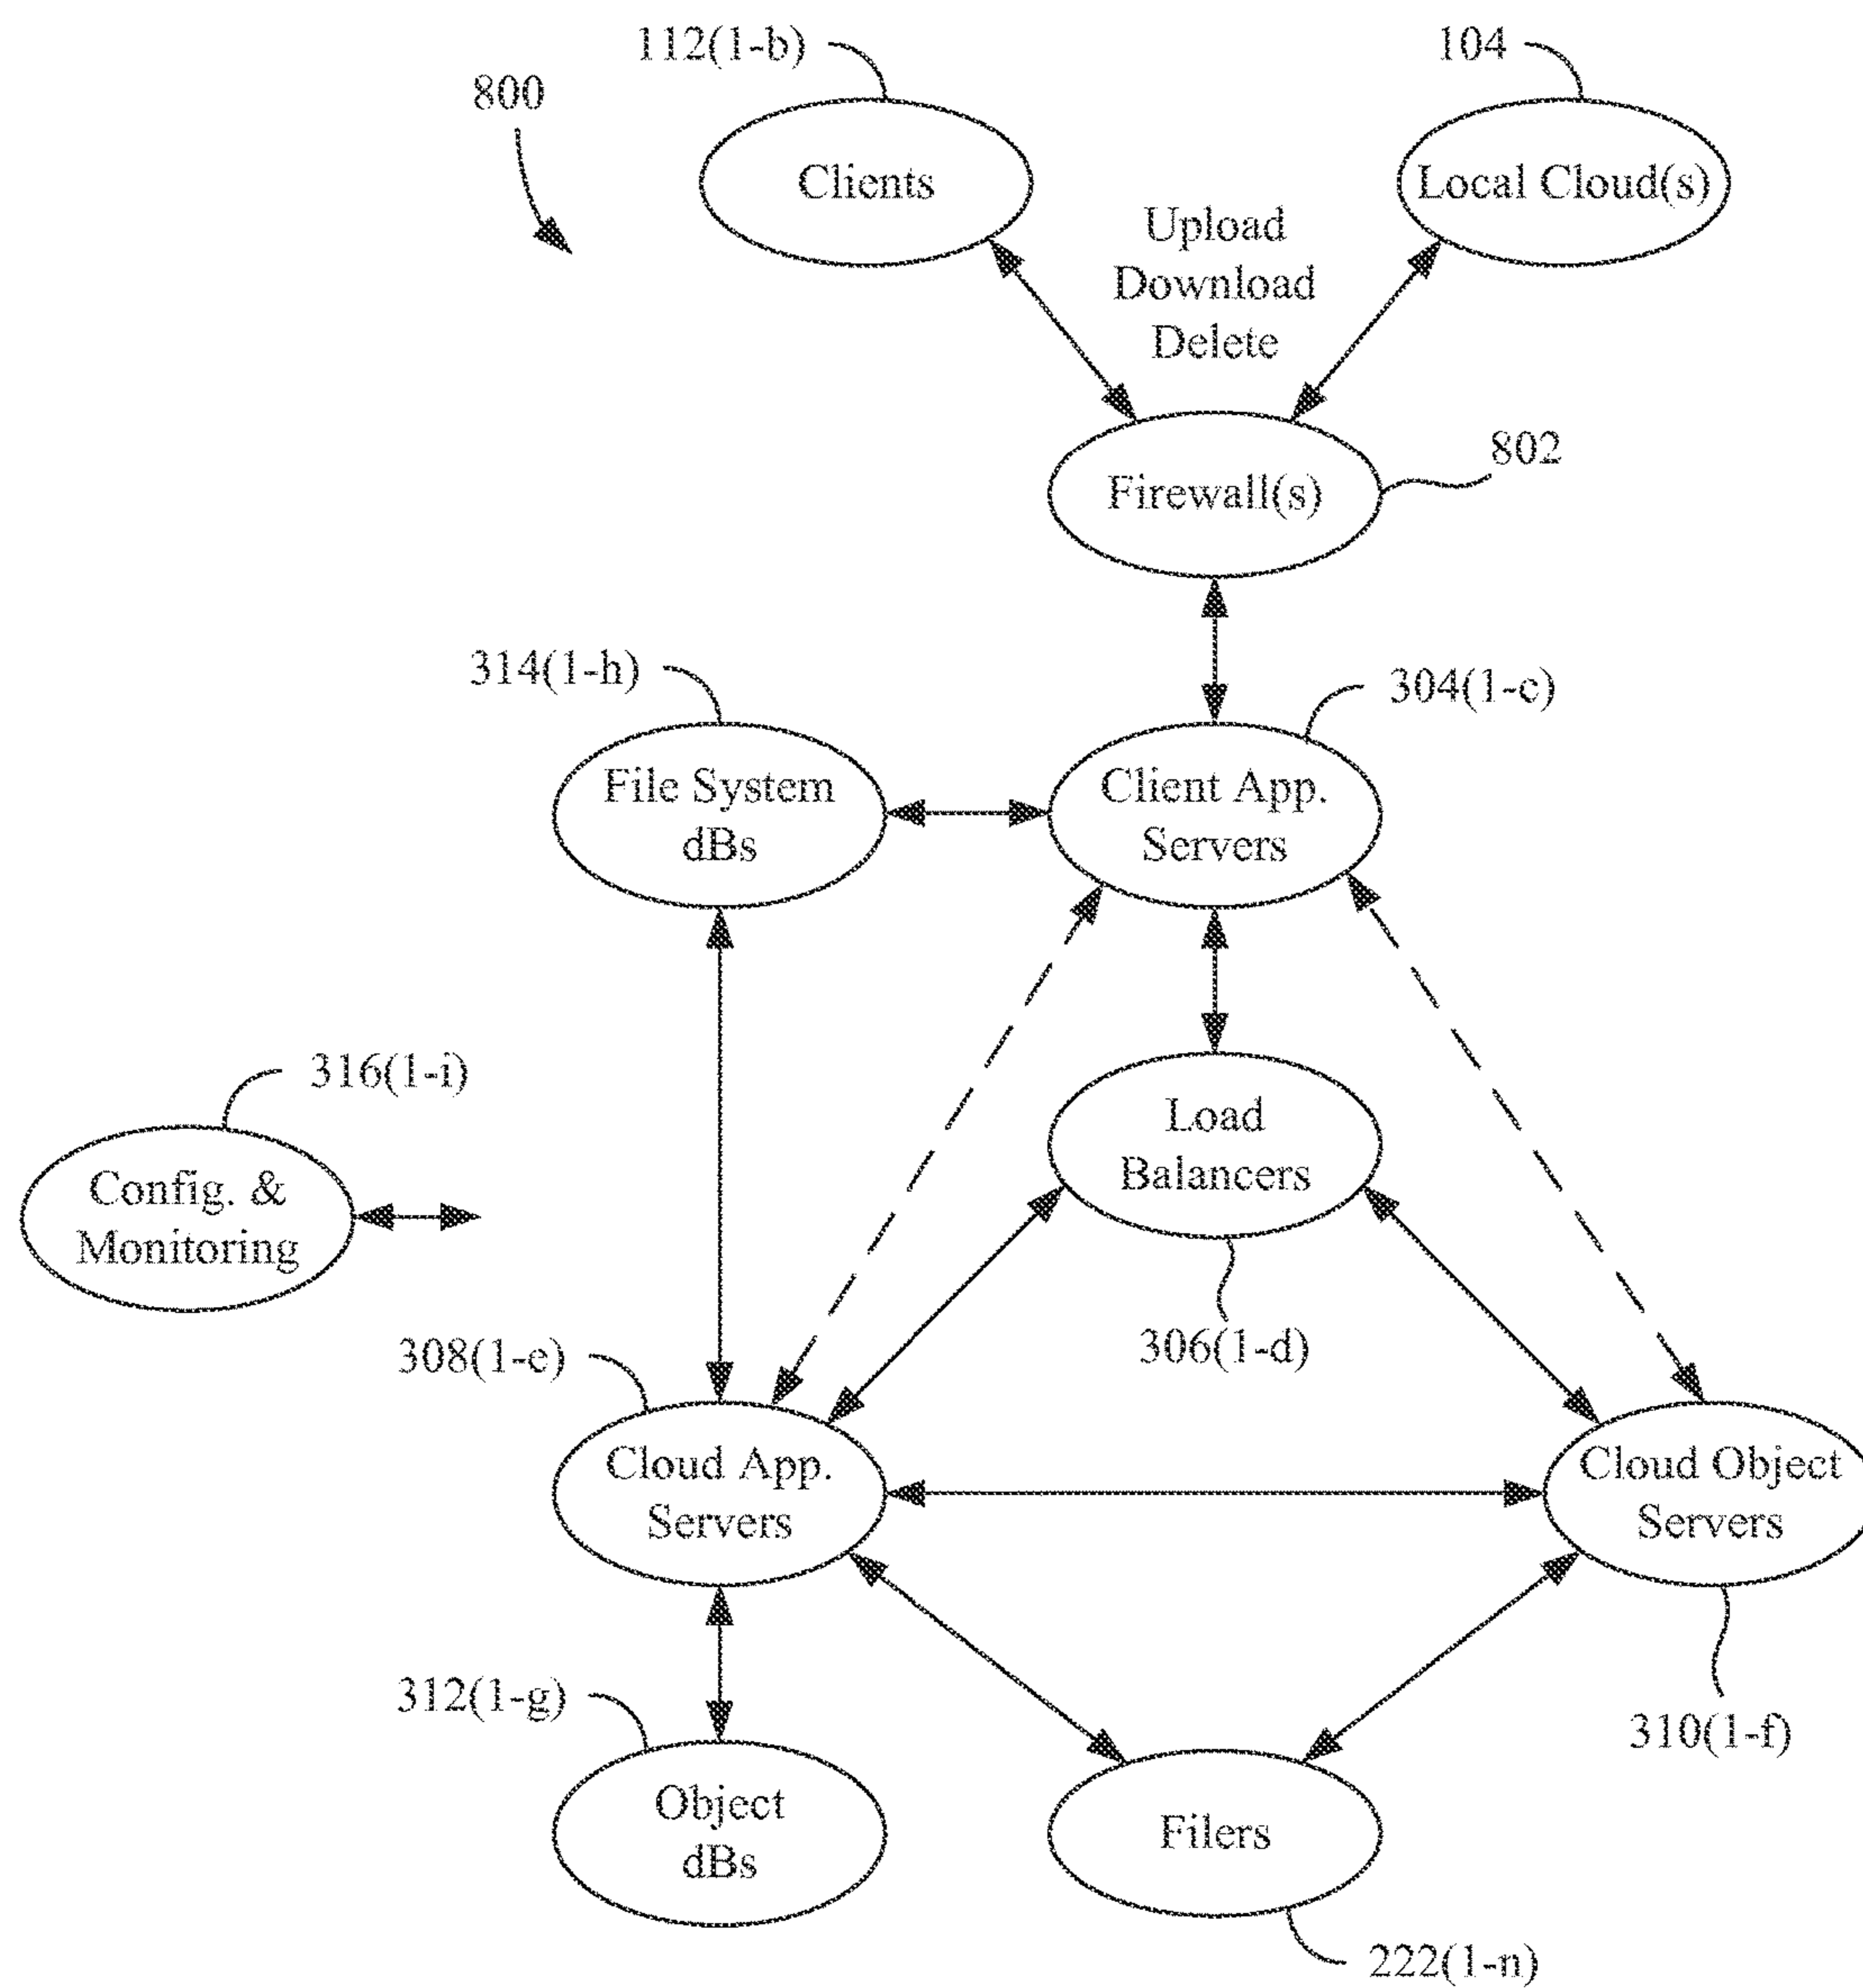 112(1-b)
104
800
Clients
Local Cloud(s)
Upload
Download
Delete
802
Firewall(s)
314(1-h)
304(1-c)
File System
dBs
Client App.
Servers
316(1-i)
Load
Balancers
Config. &
Monitoring
308(1-e)
306(1-d)
Cloud App.
Servers
Cloud Object
Servers
312(1-g)
310(1-f)
Object
dBs
Filers
222(1-n)